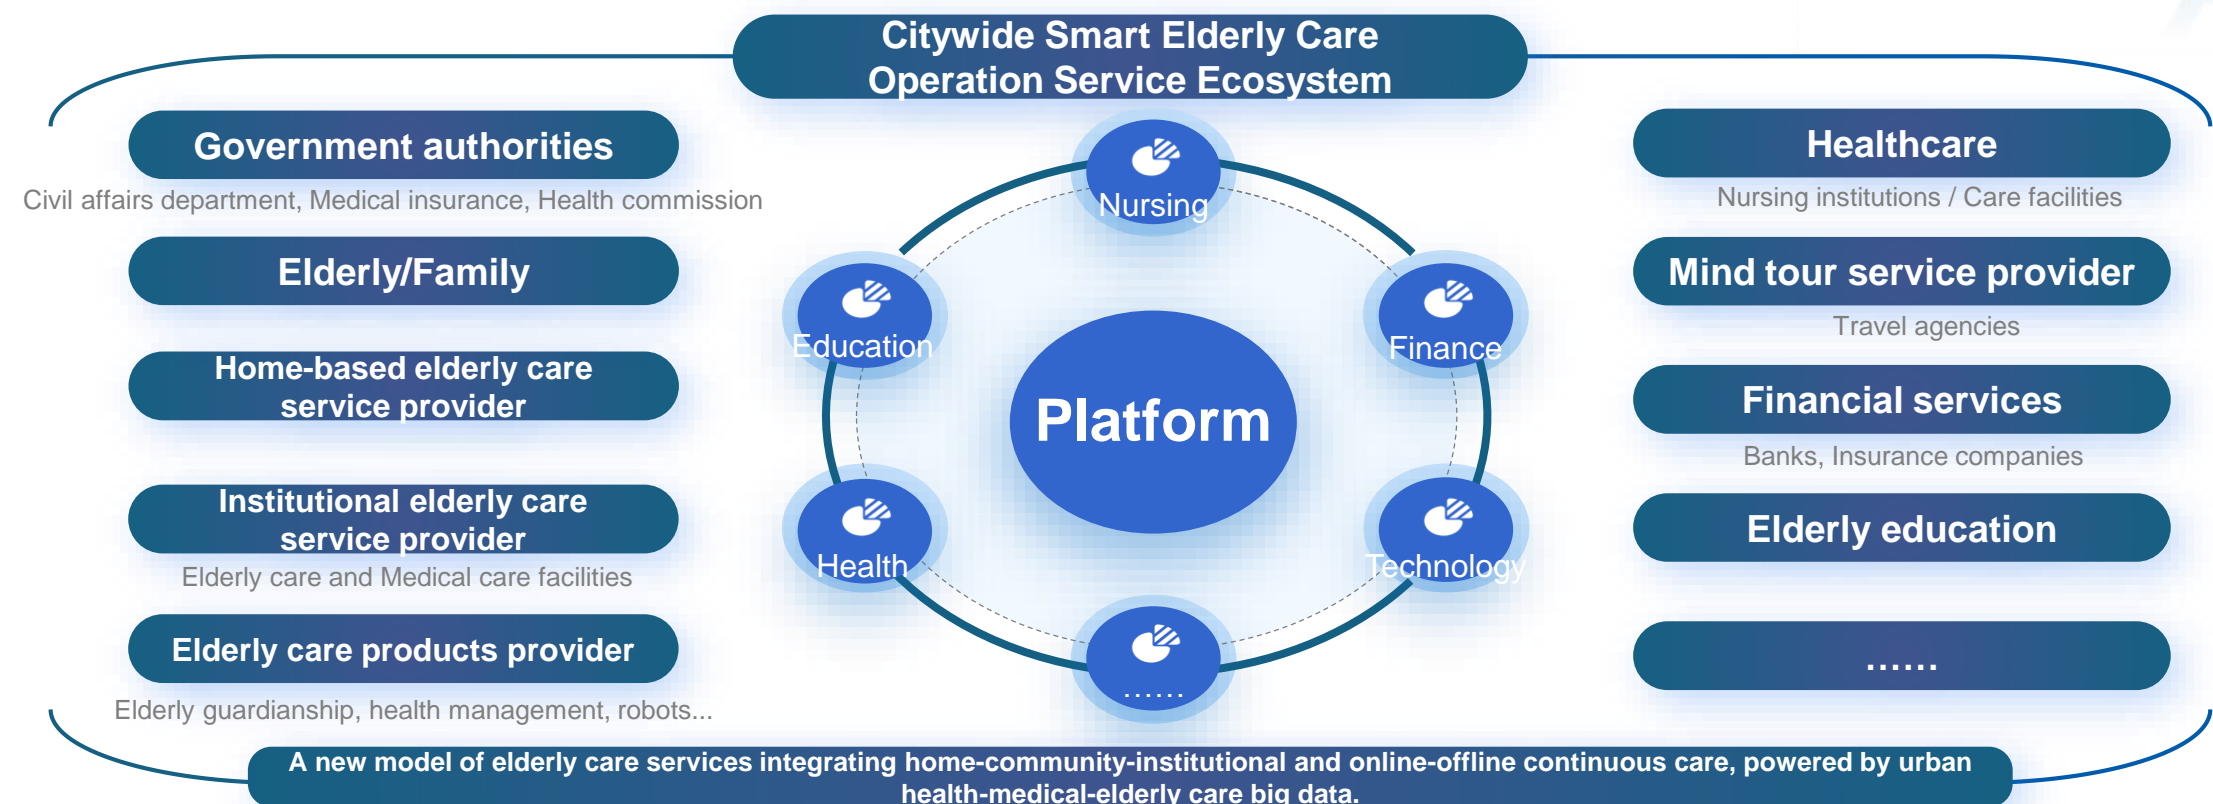 Citywide Smart Elderly Care
Operation Service Ecosystem
Government authorities
Civil affairs department, Medical insurance, Health commission
Elderly/Family
Home-based elderly care
service provider
Institutional elderly care
service provider
Elderly care and Medical care facilities
Elderly care products provider
Elderly guardianship, health management, robots...
Nursing
Education
Finance
Platform
Health
Technology
......
Healthcare
Nursing institutions / Care facilities
Mind tour service provider
Travel agencies
Financial services
Banks, Insurance companies
Elderly education
......
A new model of elderly care services integrating home-community-institutional and online-offline continuous care, powered by urban
health-medical-elderly care big data.